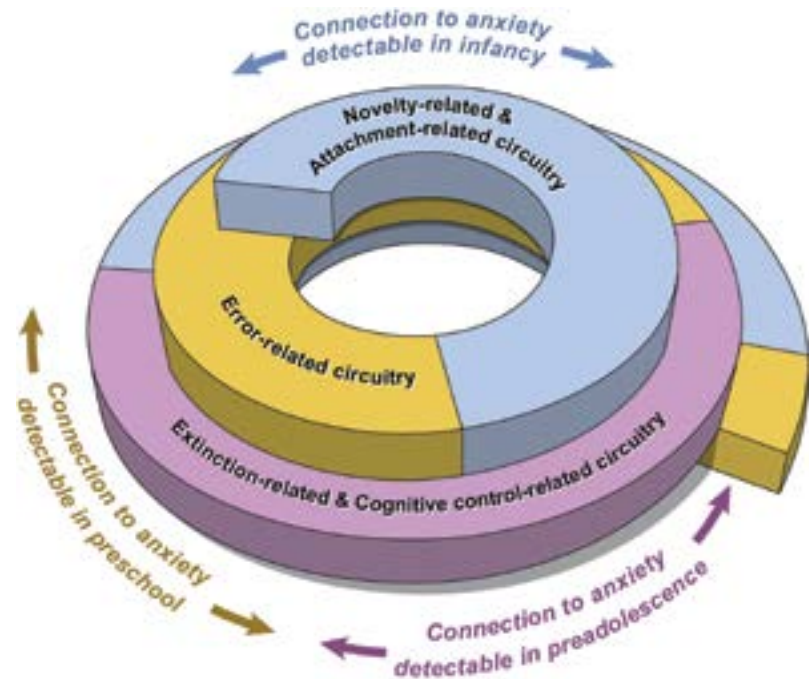 Connection to anxiety
detectable in infancy
Novelty-related &
Attachment-related circuitry
Error-related circuitry
Extinction-related & Cognitive control-related circuitry
Connection to anxiety
detectable in preschool
Connection to anxiety
detectable in preadolescence